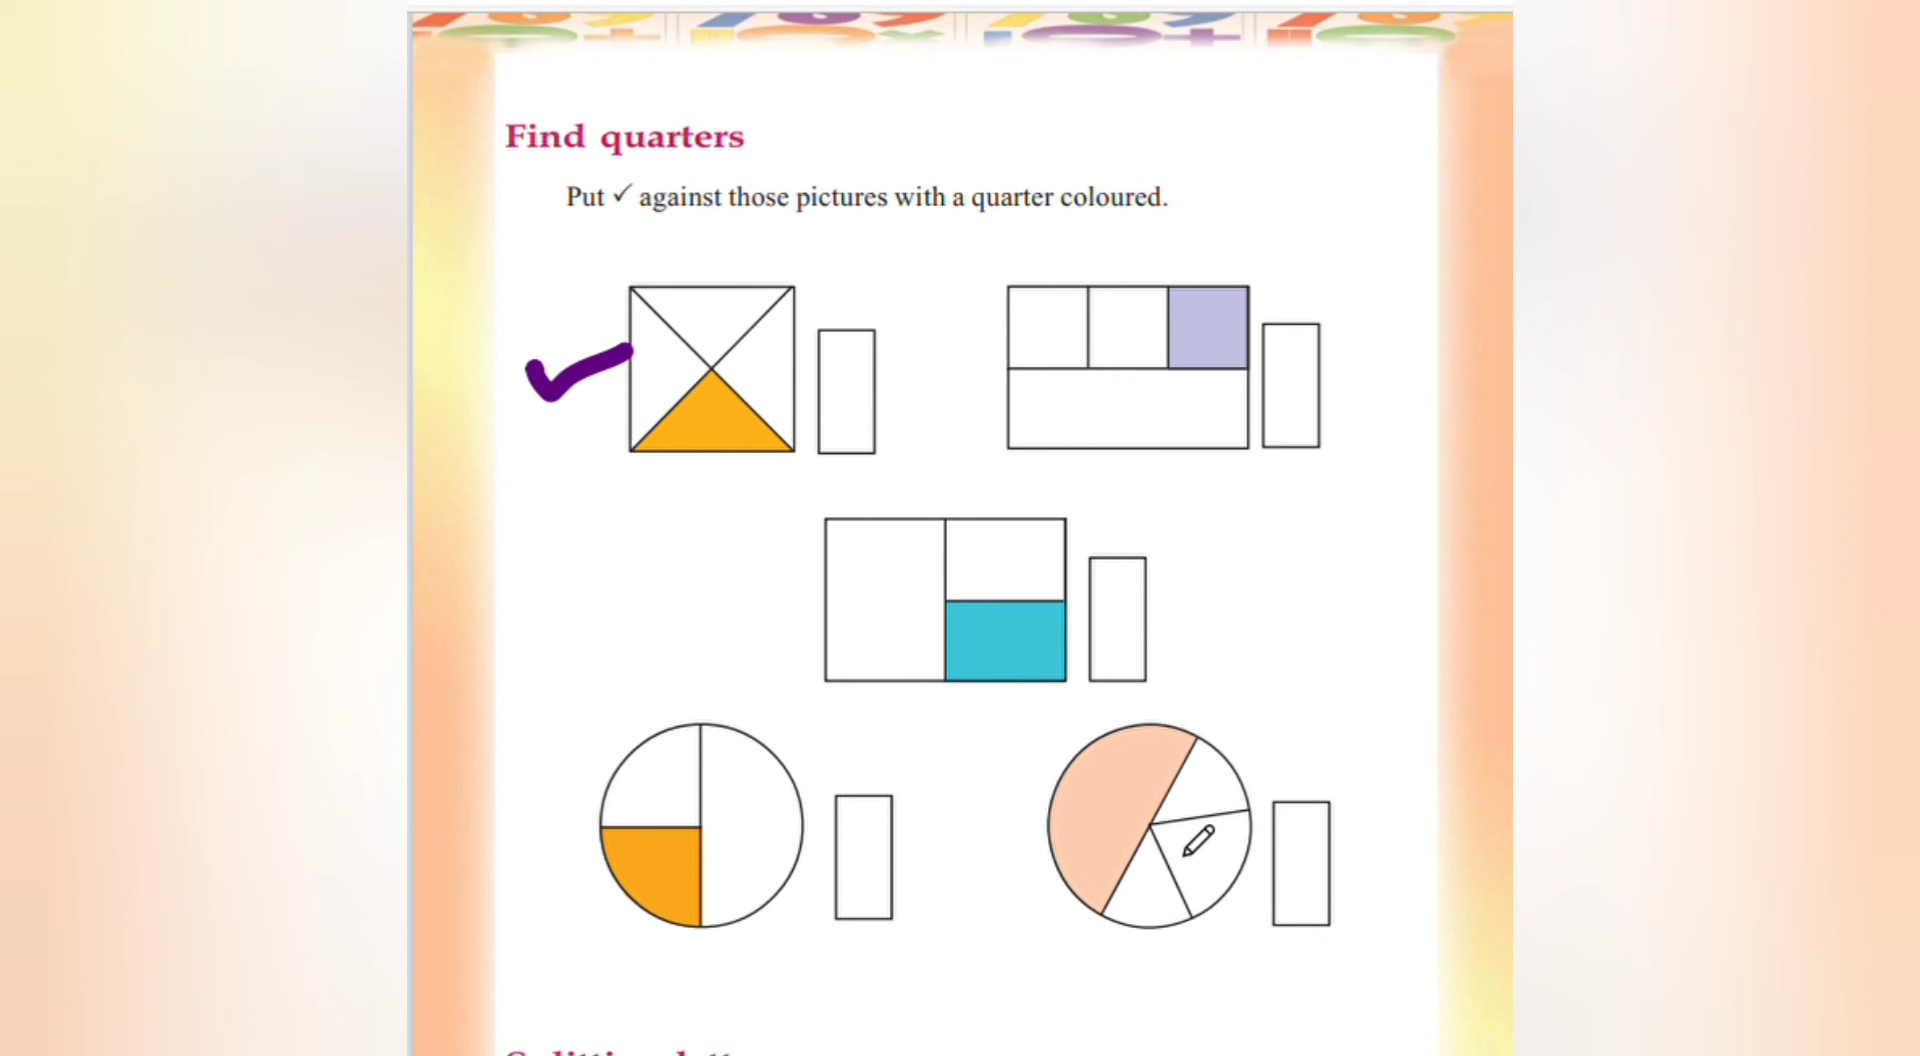 Find quarters
Put ✓ against those pictures with a quarter coloured.